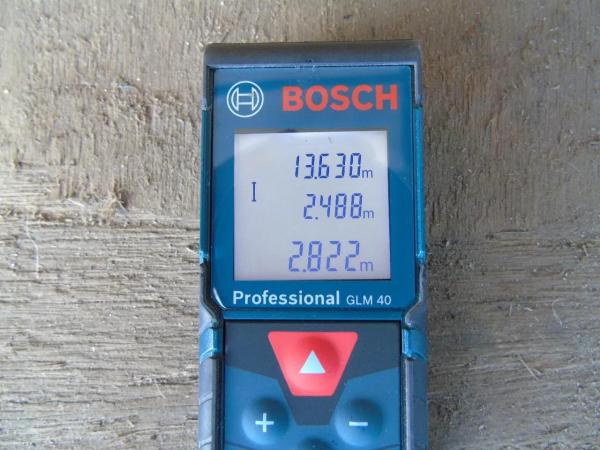 BOSCH
13.630m
I 2.488m
2.822m
Professional GLM 40
+ -